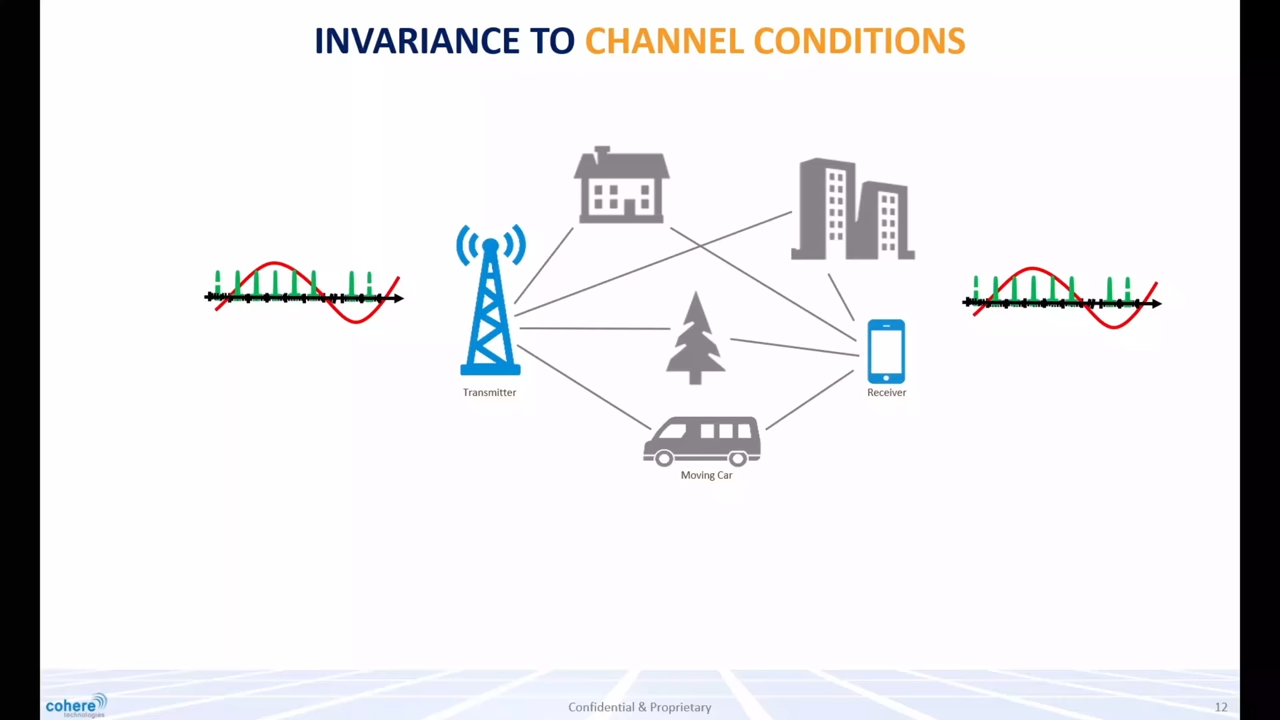 INVARIANCE TO CHANNEL CONDITIONS
Transmitter
Receiver
Moving Car
cohere
technologies
Confidential & Proprietary
12